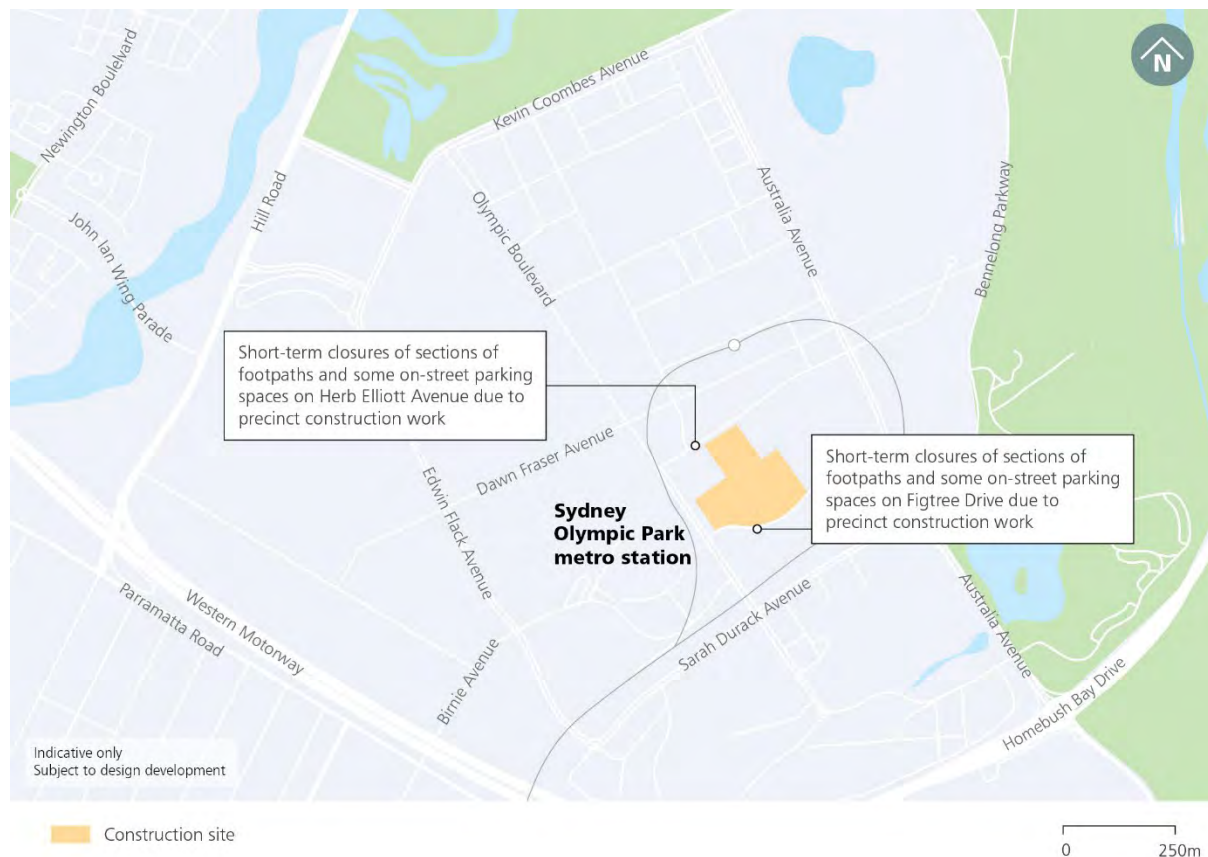 N
Newington Boulelvard
Kevin Coombes Avenue
Hill Road
John Ian Wing Parade
Olympic Boulevard
Australia Avenue
Bennelong Parkway
Short-term closures of sections of
footpaths and some on-street parking
spaces on Herb Elliott Avenue due to
precinct construction work
Dawn Fraser Avenue
Edwin Flack Avenue
Short-term closures of sections of
footpaths and some on-street parking
spaces on Figtree Drive due to
precinct construction work
Sydney
Olympic Park
metro station
Western Motorway
Parramatta Road
Birnie Avenue
Sarah Durack Avenue
Australia Avenue
Homebush Bay Drive
Indicative only
Subject to design development
Construction site
0 250m